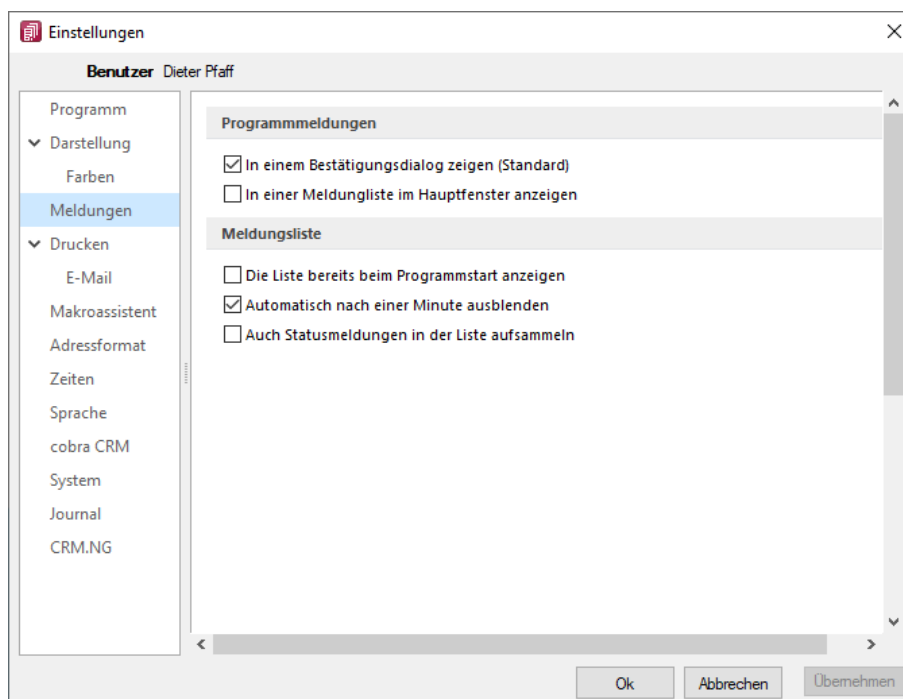 Einstellungen
Benutzer Dieter Pfaff
Programm
Darstellung
Farben
Meldungen
Drucken
E-Mail
Makroassistent
Adressformat
Zeiten
Sprache
cobra CRM
System
Journal
CRM.NG
Programmmeldungen
In einem Bestätigungsdialog zeigen (Standard)
In einer Meldungliste im Hauptfenster anzeigen
Meldungsliste
Die Liste bereits beim Programmstart anzeigen
Automatisch nach einer Minute ausblenden
Auch Statusmeldungen in der Liste aufsammeln
Ok Abbrechen Übernehmen